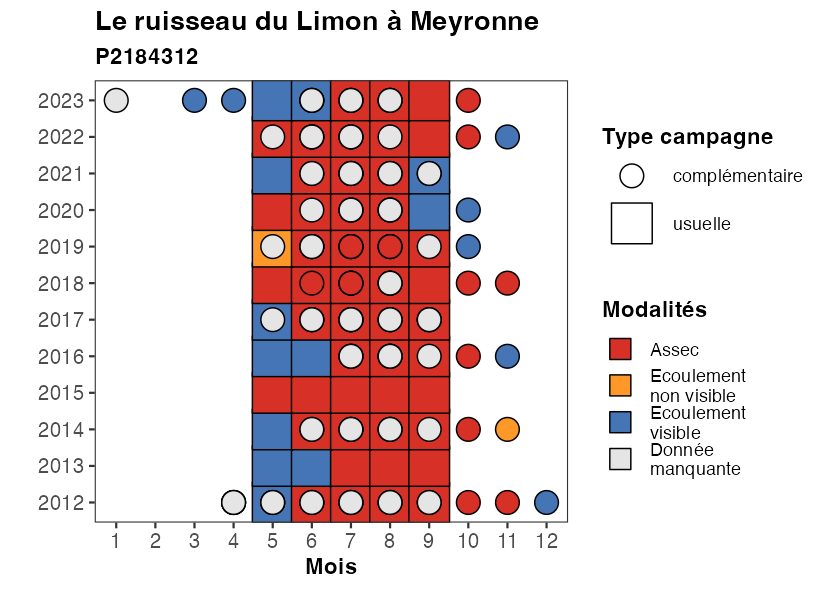 Le ruisseau du Limon à Meyronne
P2184312
2023
2022
2021
2020
2019
2018
2017
2016
2015
2014
2013
2012
1 2 3 4 5 6 7 8 9 10 11 12
Mois
Type campagne
complémentaire
usuelle
Modalités
Assec
Ecoulement
non visible
Ecoulement
visible
Donnée
manquante